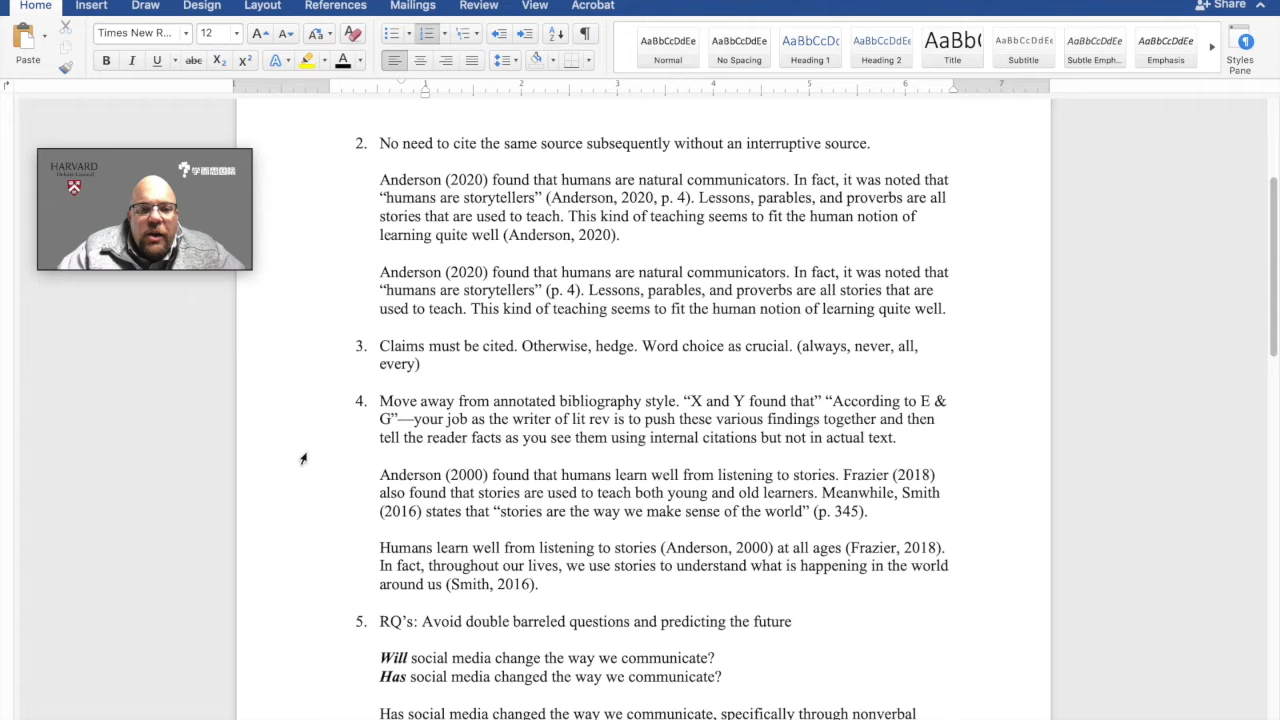 Home Insert Draw Design Layout References Mailings Review View Acrobat Share
Times New R... 12
Paste
AaBbCcDdEe AaBbCcDdEe AaBbCcDc AaBbCcDdEe AaBb( AaBbCcDdEe AaBbCcDdEe AaBbCcDdEe
Normal No Spacing Heading 1 Heading 2 Title Subtitle Subtle Emph... Emphasis Styles Pane
1 1 2 3 4 5 6 7
HARVARD
Debate Council
学而思国际
2. No need to cite the same source subsequently without an interruptive source.
Anderson (2020) found that humans are natural communicators. In fact, it was noted that
“humans are storytellers” (Anderson, 2020, p. 4). Lessons, parables, and proverbs are all
stories that are used to teach. This kind of teaching seems to fit the human notion of
learning quite well (Anderson, 2020).
Anderson (2020) found that humans are natural communicators. In fact, it was noted that
“humans are storytellers” (p. 4). Lessons, parables, and proverbs are all stories that are
used to teach. This kind of teaching seems to fit the human notion of learning quite well.
3. Claims must be cited. Otherwise, hedge. Word choice as crucial. (always, never, all,
every)
4. Move away from annotated bibliography style. “X and Y found that” “According to E &
G”—your job as the writer of lit rev is to push these various findings together and then
tell the reader facts as you see them using internal citations but not in actual text.
Anderson (2000) found that humans learn well from listening to stories. Frazier (2018)
also found that stories are used to teach both young and old learners. Meanwhile, Smith
(2016) states that “stories are the way we make sense of the world” (p. 345).
Humans learn well from listening to stories (Anderson, 2000) at all ages (Frazier, 2018).
In fact, throughout our lives, we use stories to understand what is happening in the world
around us (Smith, 2016).
5. RQ’s: Avoid double barreled questions and predicting the future
Will social media change the way we communicate?
Has social media changed the way we communicate?
Has social media changed the way we communicate, specifically through nonverbal